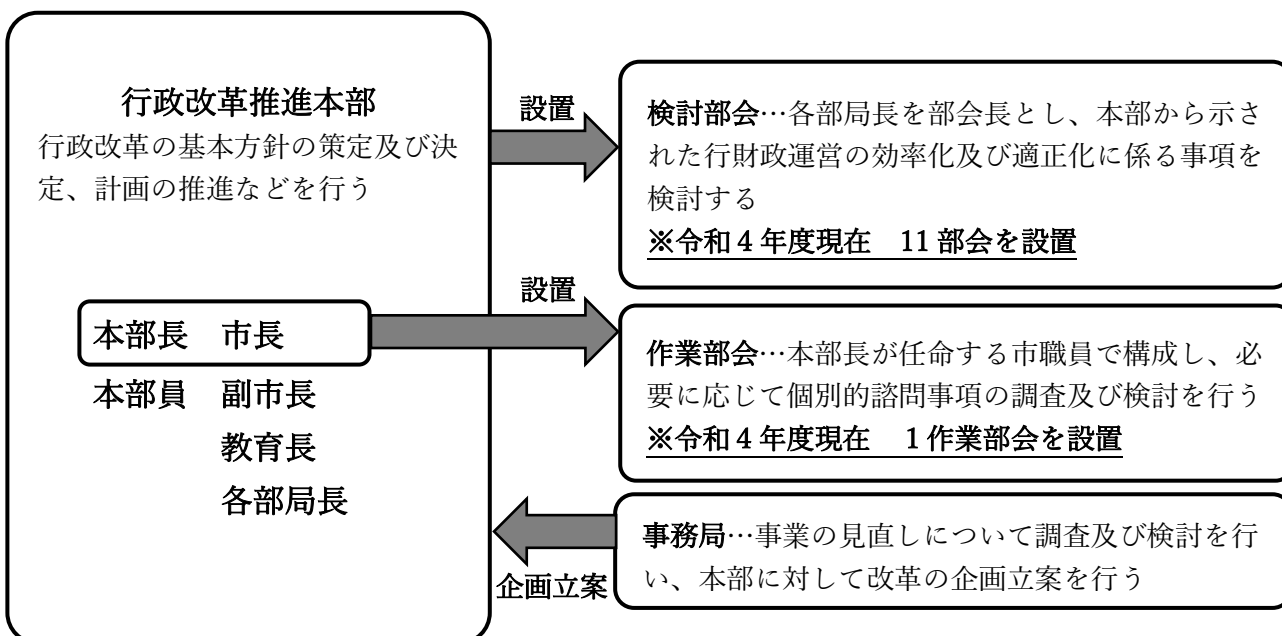 行政改革推進本部
行政改革の基本方針の策定及び決
定、計画の推進などを行う
本部長　市長
本部員　副市長
教育長
各部局長
設置
検討部会…各部局長を部会長とし、本部から示さ
れた行財政運営の効率化及び適正化に係る事項を
検討する
※令和４年度現在　11 部会を設置
設置
作業部会…本部長が任命する市職員で構成し、必
要に応じて個別的諮問事項の調査及び検討を行う
※令和４年度現在　１作業部会を設置
企画立案
事務局…事業の見直しについて調査及び検討を行
い、本部に対して改革の企画立案を行う